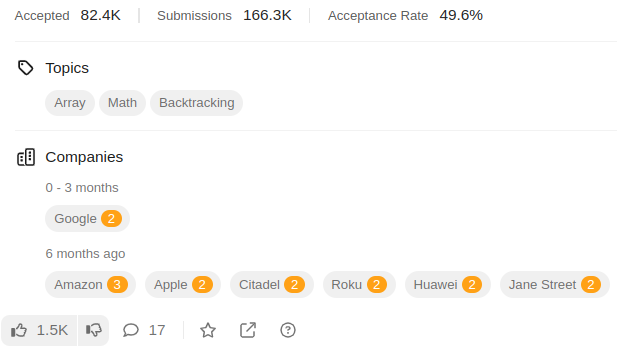 Accepted 82.4K Submissions 166.3K Acceptance Rate 49.6%
Topics
Array Math Backtracking
Companies
0 - 3 months
Google 2
6 months ago
Amazon 3 Apple 2 Citadel 2 Roku 2 Huawei 2 Jane Street 2
1.5K 17